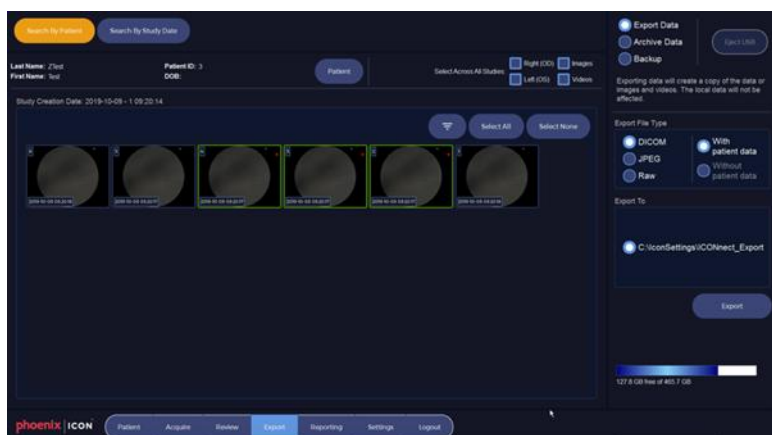 Search By Patient
Search By Study Date
Last Name: ZTest
First Name: Test
Patient ID: 3
DOB:
Patient
Select Across All Studies
Right (OD)
Images
Left (OS)
Videos
Study Creation Date: 2019-10-09 - 1 09:20:14
Select All
Select None
Export Data
Archive Data
Backup
Eject USB
Exporting data will create a copy of the data or
images and videos. The local data will not be
affected.
Export File Type
DICOM
JPEG
Raw
With
patient data
Without
patient data
Export To
C:\IconSettings\ICONnect_Export
Export
127.8 GB free of 465.7 GB
phoenix | ICON
Patient
Acquire
Review
Export
Reporting
Settings
Logout